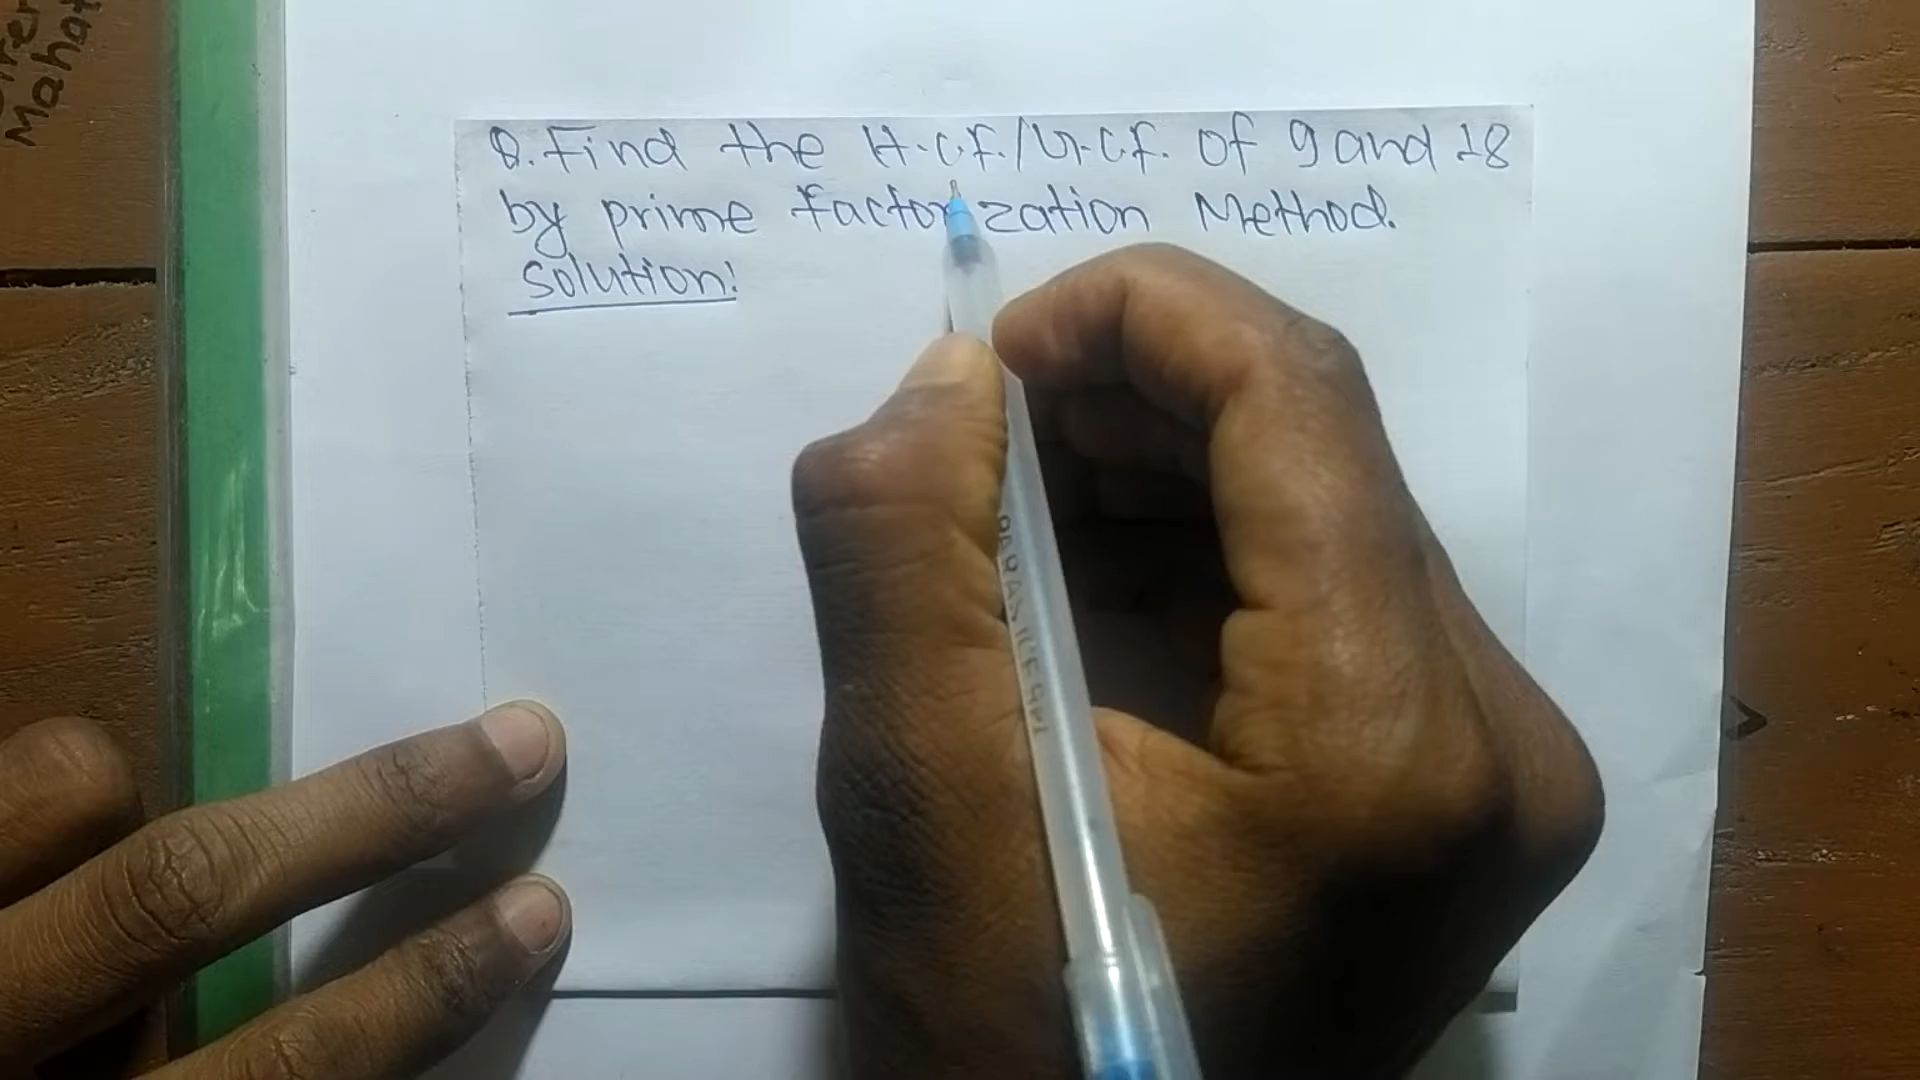 Q. Find the H.C.F./G.C.F. of 9 and 18
by prime factorization Method.
Solution: